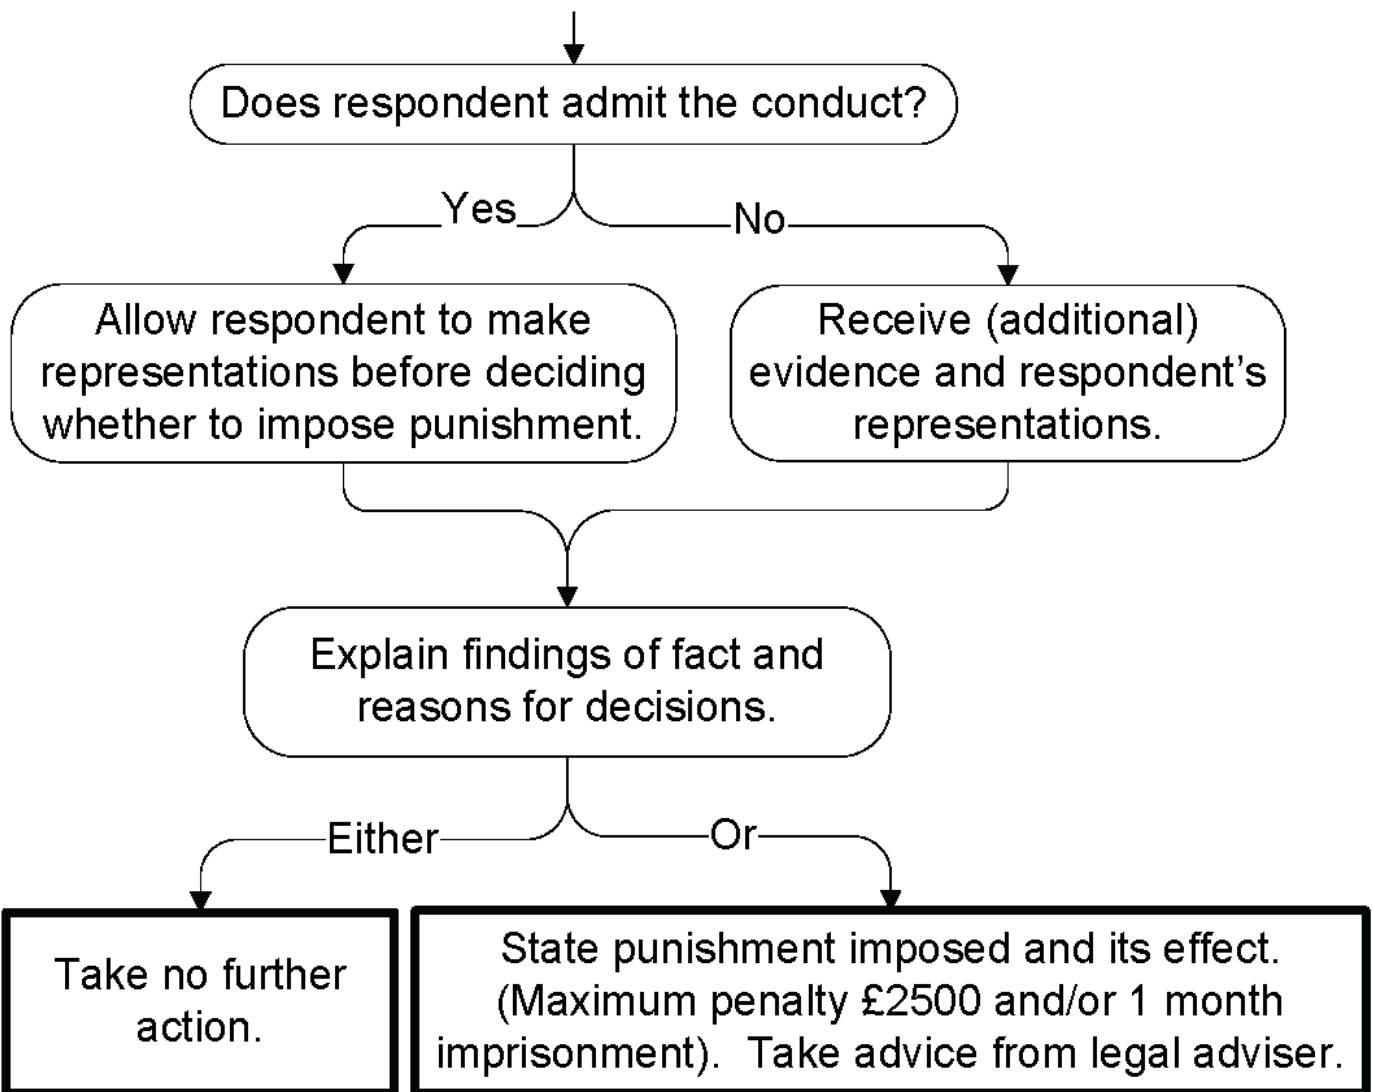 Does respondent admit the conduct?
Yes
No
Allow respondent to make
representations before deciding
whether to impose punishment.
Receive (additional)
evidence and respondent’s
representations.
Explain findings of fact and
reasons for decisions.
Either
Or
Take no further
action.
State punishment imposed and its effect.
(Maximum penalty £2500 and/or 1 month
imprisonment).  Take advice from legal adviser.